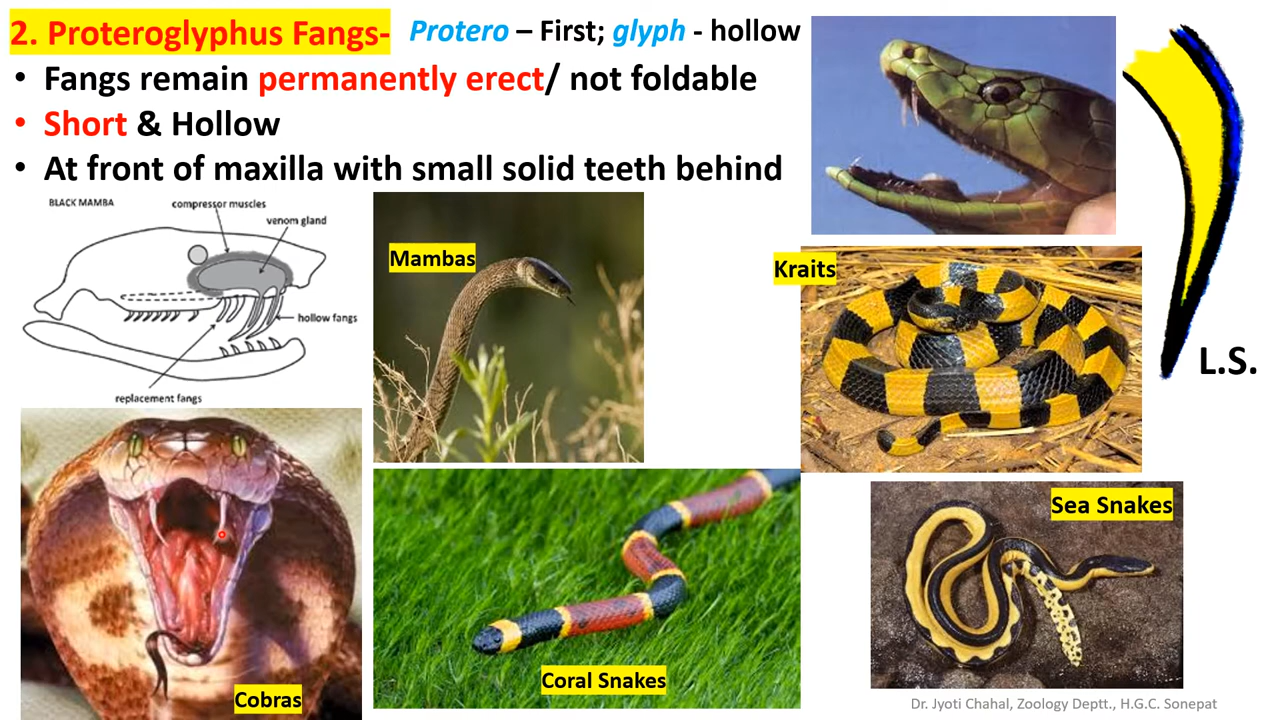 2. Proteroglyphus Fangs- Protero – First; glyph - hollow
• Fangs remain permanently erect/ not foldable
• Short & Hollow
• At front of maxilla with small solid teeth behind
BLACK MAMBA
compressor muscles
venom gland
hollow fangs
replacement fangs
Mambas
Kraits
L.S.
Cobras
Coral Snakes
Sea Snakes
Dr. Jyoti Chahal, Zoology Deptt., H.G.C. Sonepat